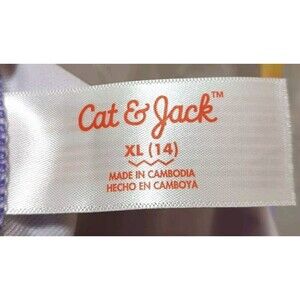 Cat & Jack™
XL (14)
MADE IN CAMBODIA
HECHO EN CAMBOYA